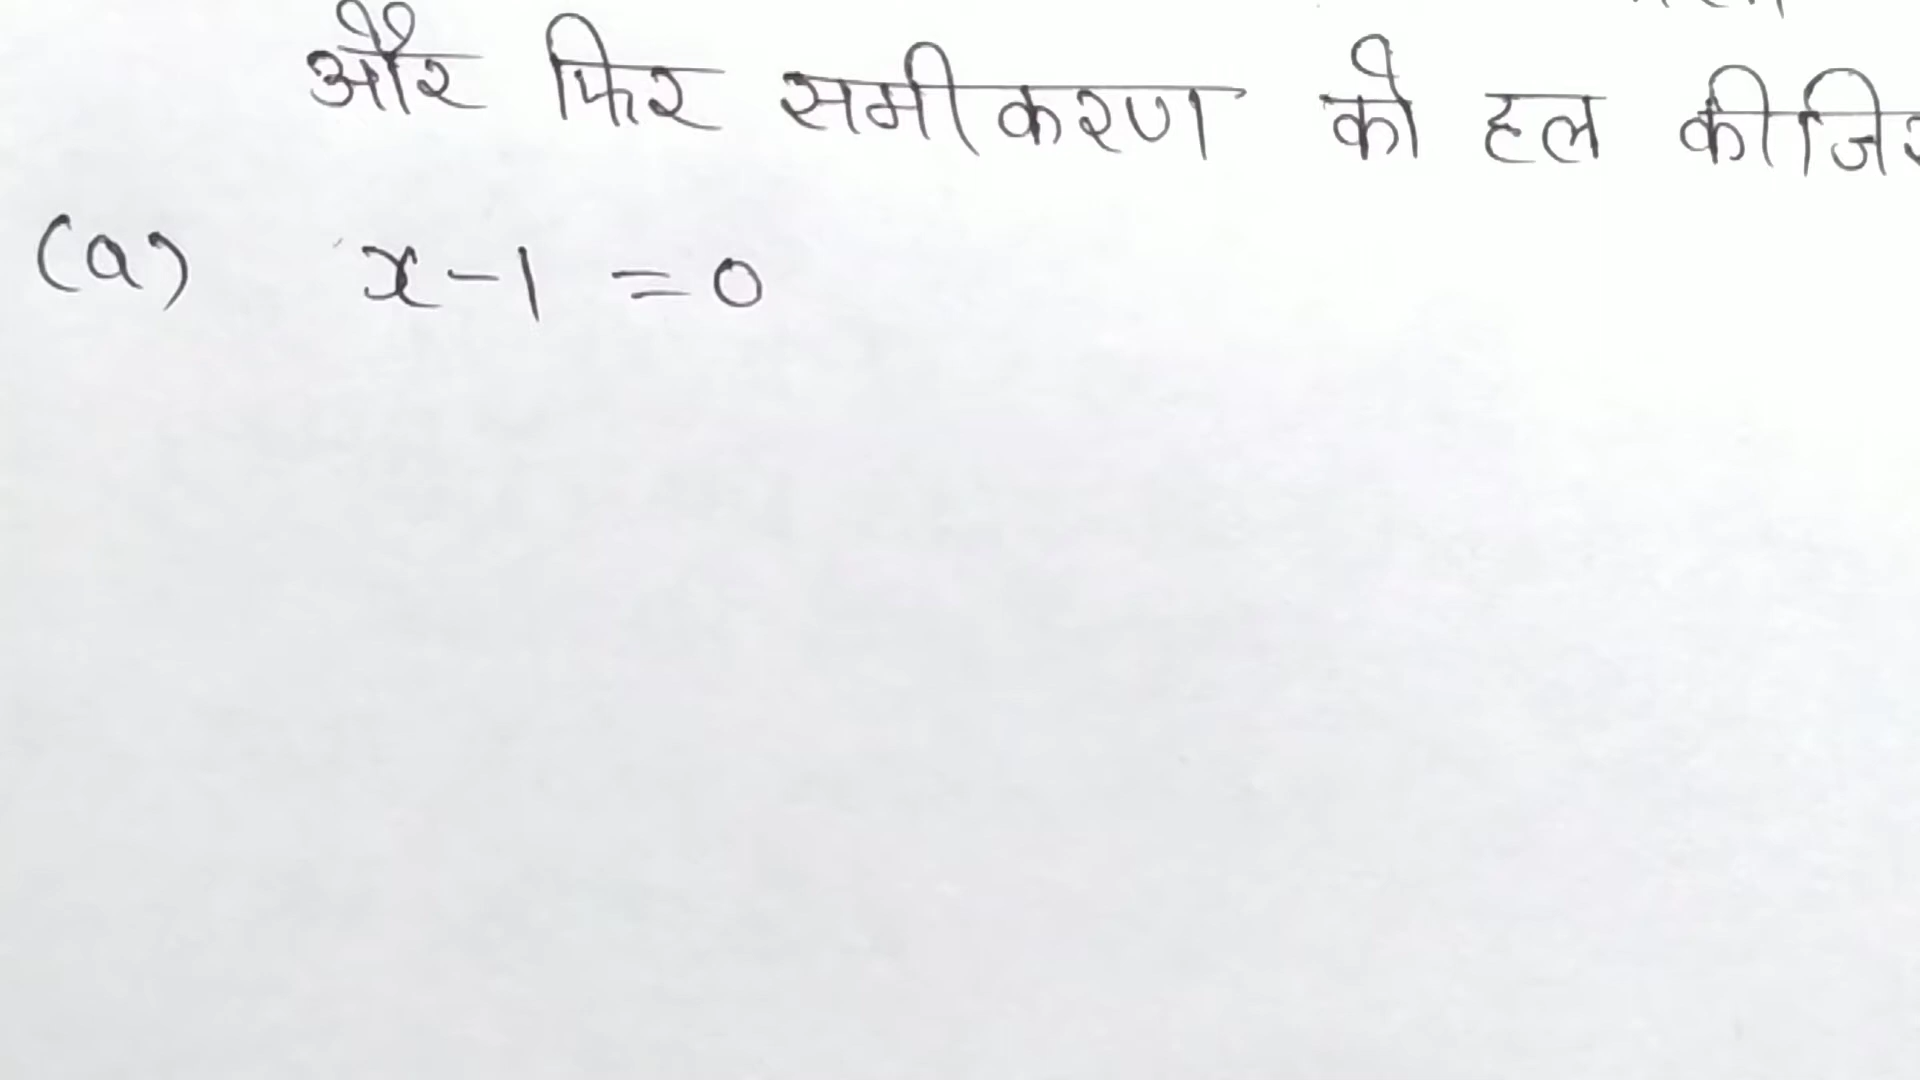 और फिर समीकरण को हल
(a) x-1 = 0